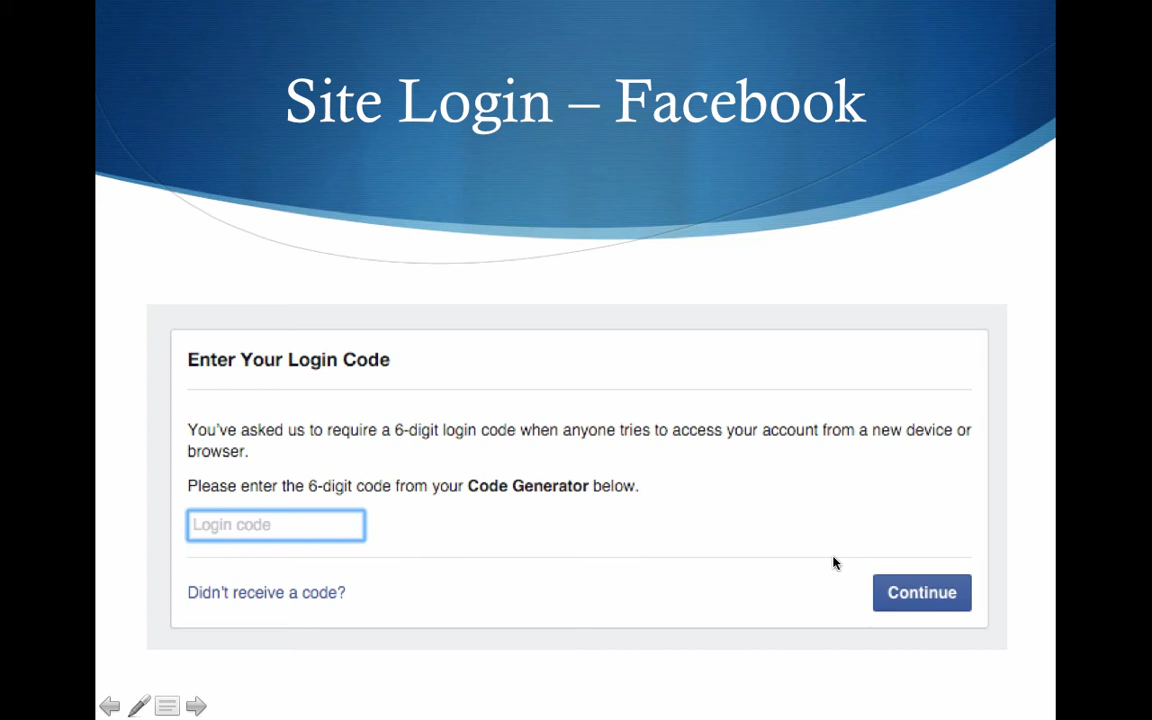 Site Login – Facebook
Enter Your Login Code
You've asked us to require a 6-digit login code when anyone tries to access your account from a new device or
browser.
Please enter the 6-digit code from your Code Generator below.
Login code
Didn't receive a code?
Continue